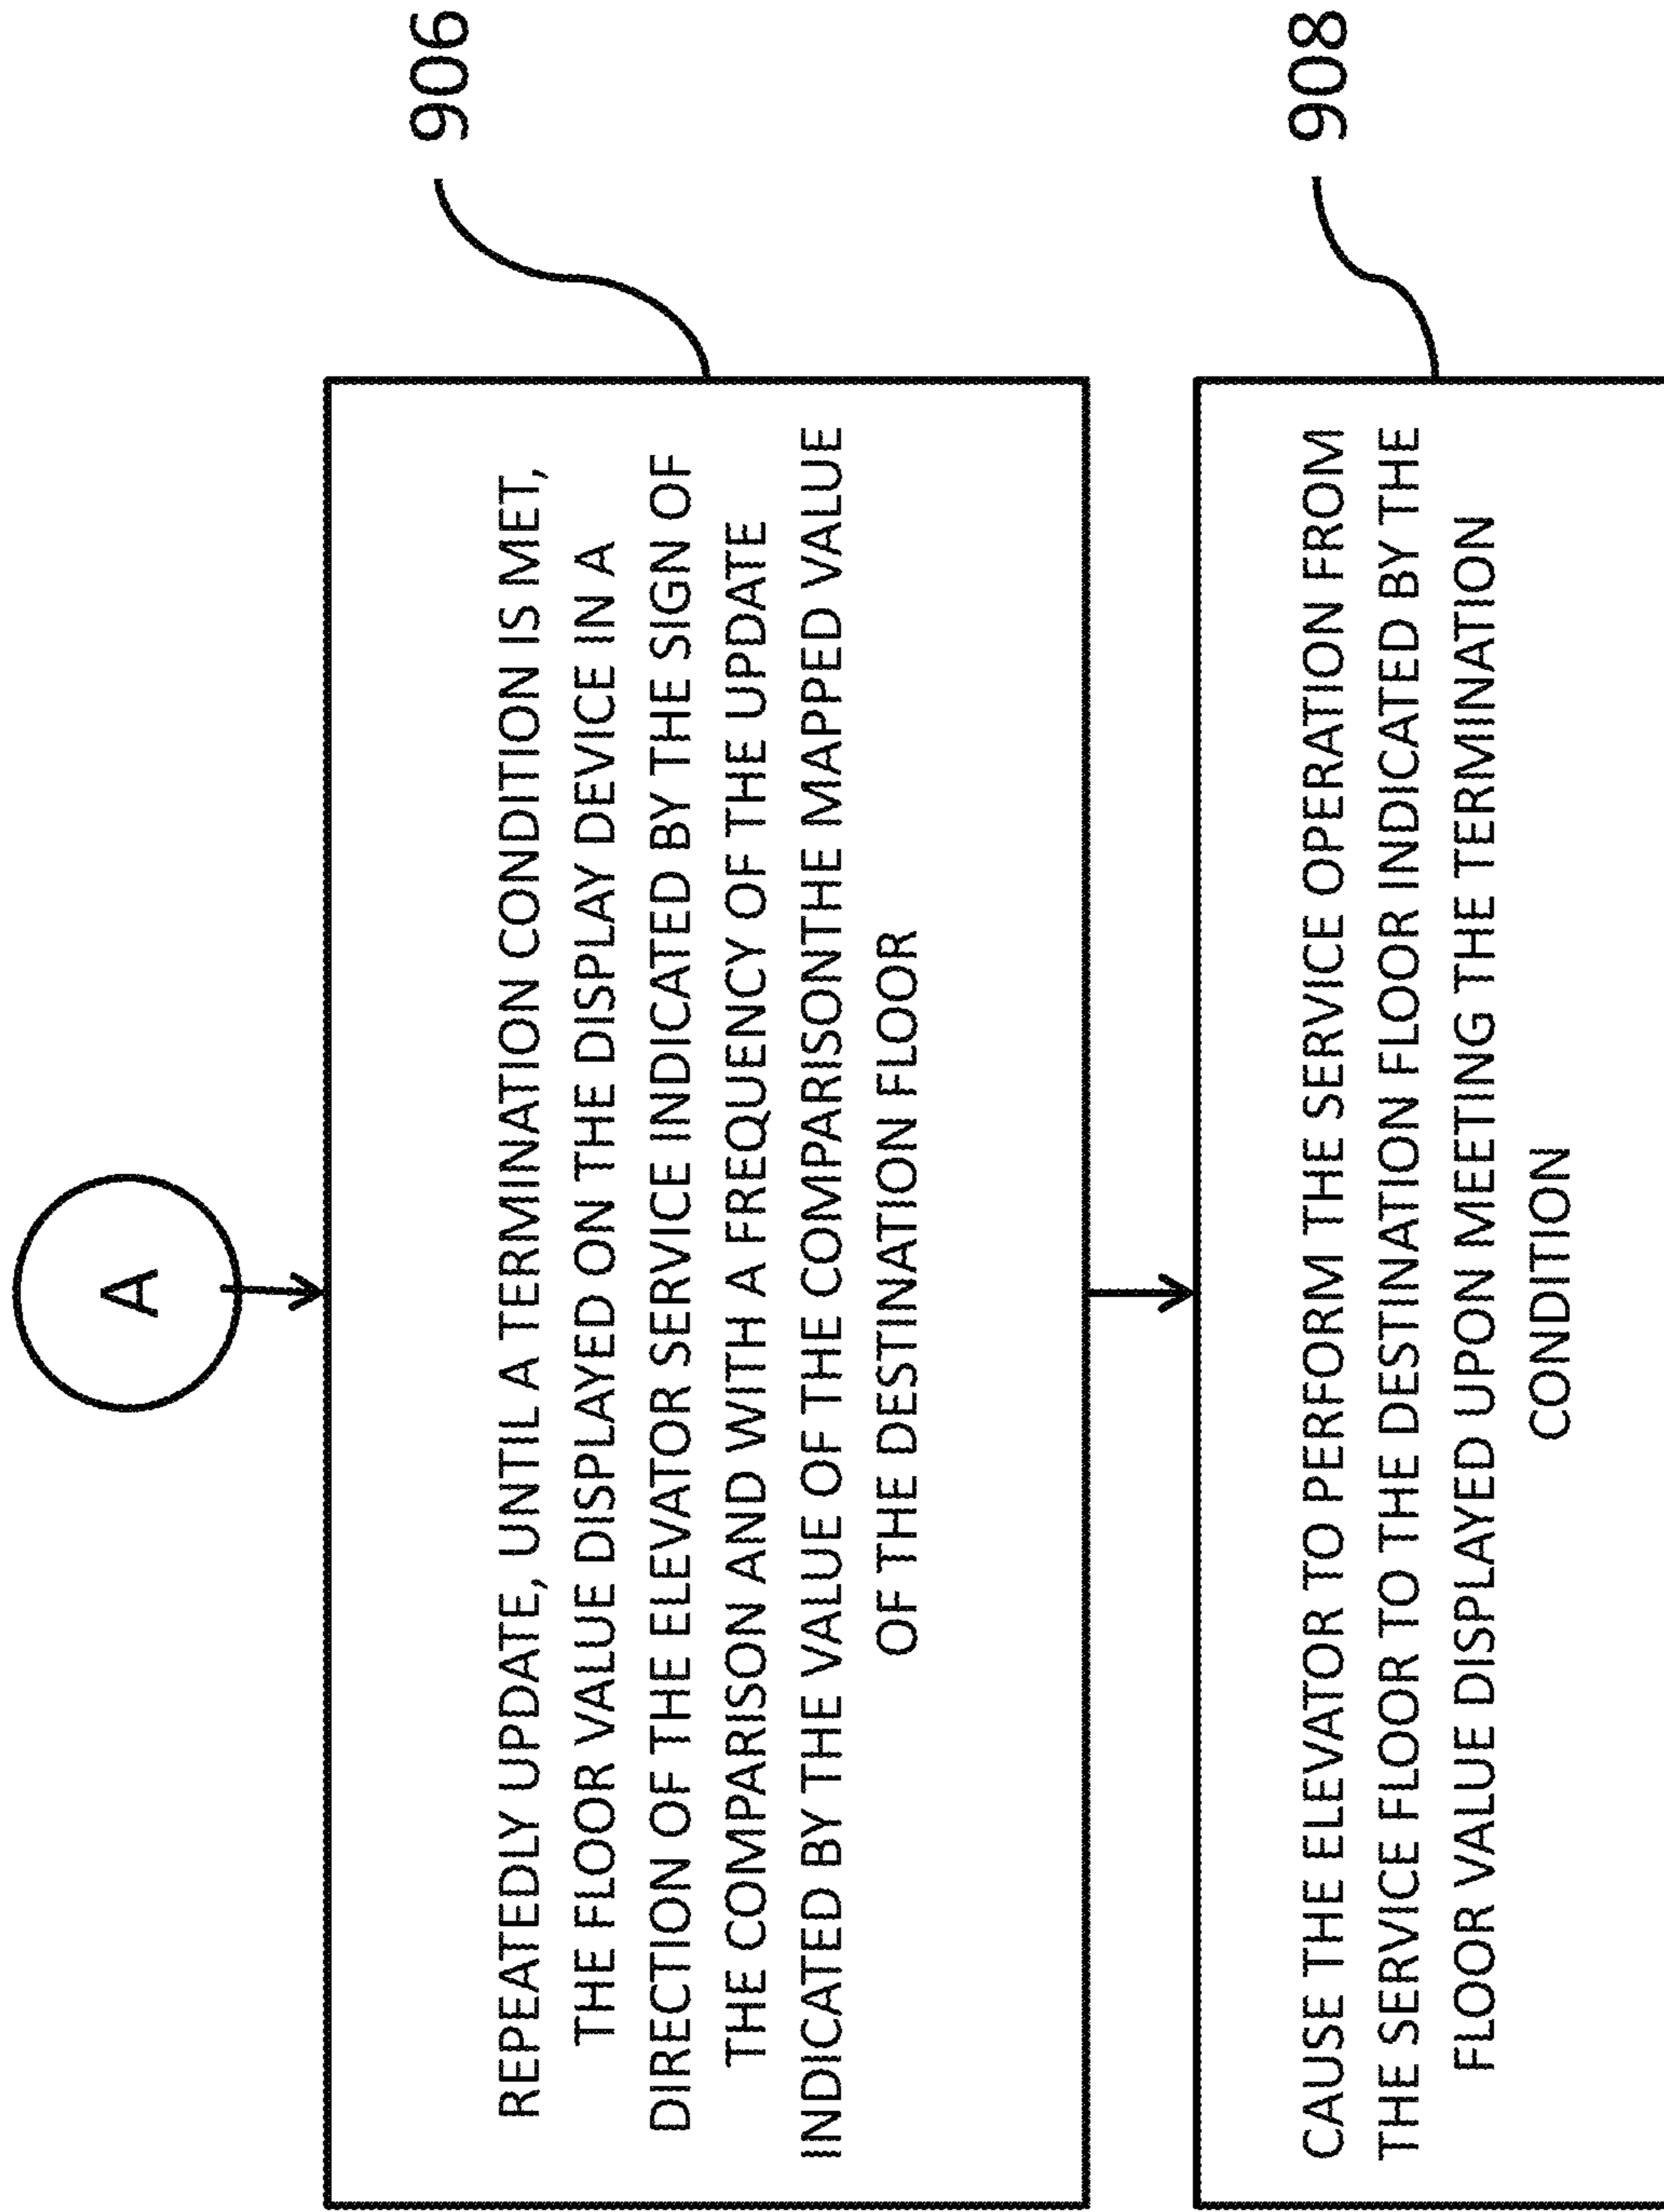 A
906
REPEATEDLY UPDATE, UNTIL A TERMINATION CONDITION IS MET,
THE FLOOR VALUE DISPLAYED ON THE DISPLAY DEVICE IN A
DIRECTION OF THE ELEVATOR SERVICE INDICATED BY THE SIGN OF
THE COMPARISON AND WITH A FREQUENCY OF THE UPDATE
INDICATED BY THE VALUE OF THE COMPARISONTHE MAPPED VALUE
OF THE DESTINATION FLOOR
908
CAUSE THE ELEVATOR TO PERFORM THE SERVICE OPERATION FROM
THE SERVICE FLOOR TO THE DESTINATION FLOOR INDICATED BY THE
FLOOR VALUE DISPLAYED UPON MEETING THE TERMINATION
CONDITION